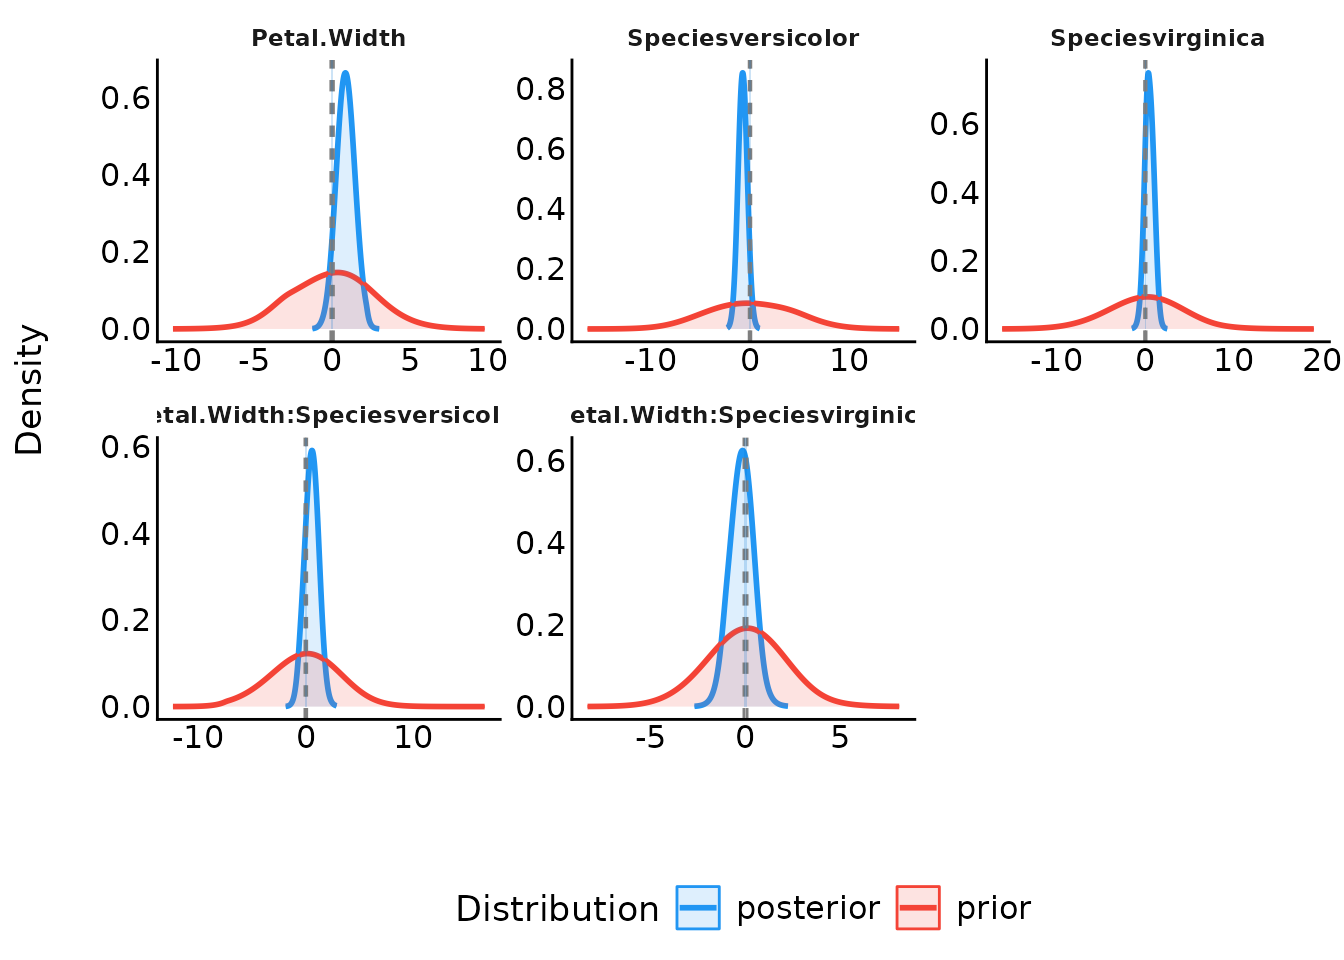 Petal.Width
Speciesversicolor
Speciesvirginica
0.6
0.4
0.2
0.0
-10 -5 0 5 10
0.8
0.6
0.4
0.2
0.0
-10 0 10
0.6
0.4
0.2
0.0
-10 0 10 20
Density
etal.Width:Speciesversicol
etal.Width:Speciesvirginic
0.6
0.4
0.2
0.0
-10 0 10
0.6
0.4
0.2
0.0
-5 0 5
Distribution posterior prior